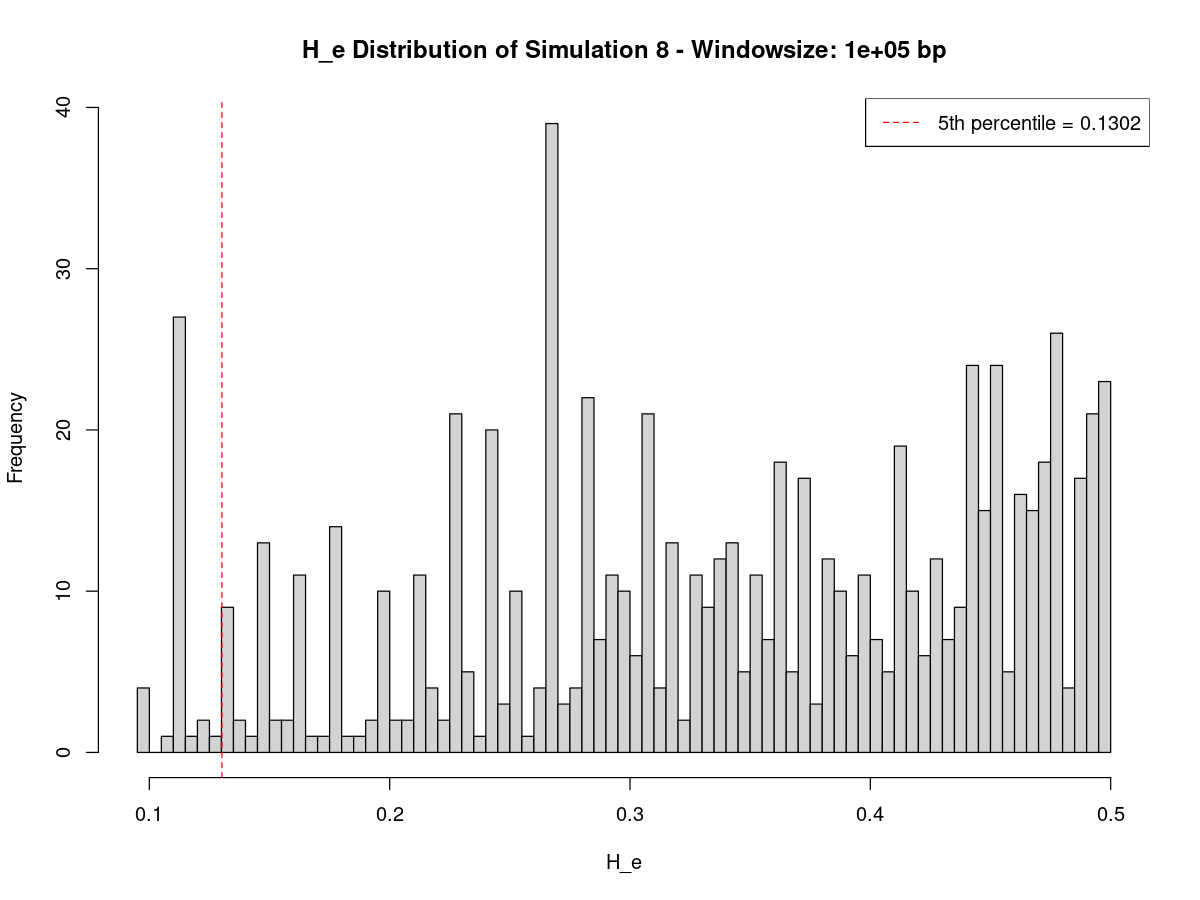 H_e Distribution of Simulation 8 - Windowsize: 1e+05 bp
5th percentile = 0.1302
Frequency
40
30
20
10
0
0.1 0.2 0.3 0.4 0.5
H_e